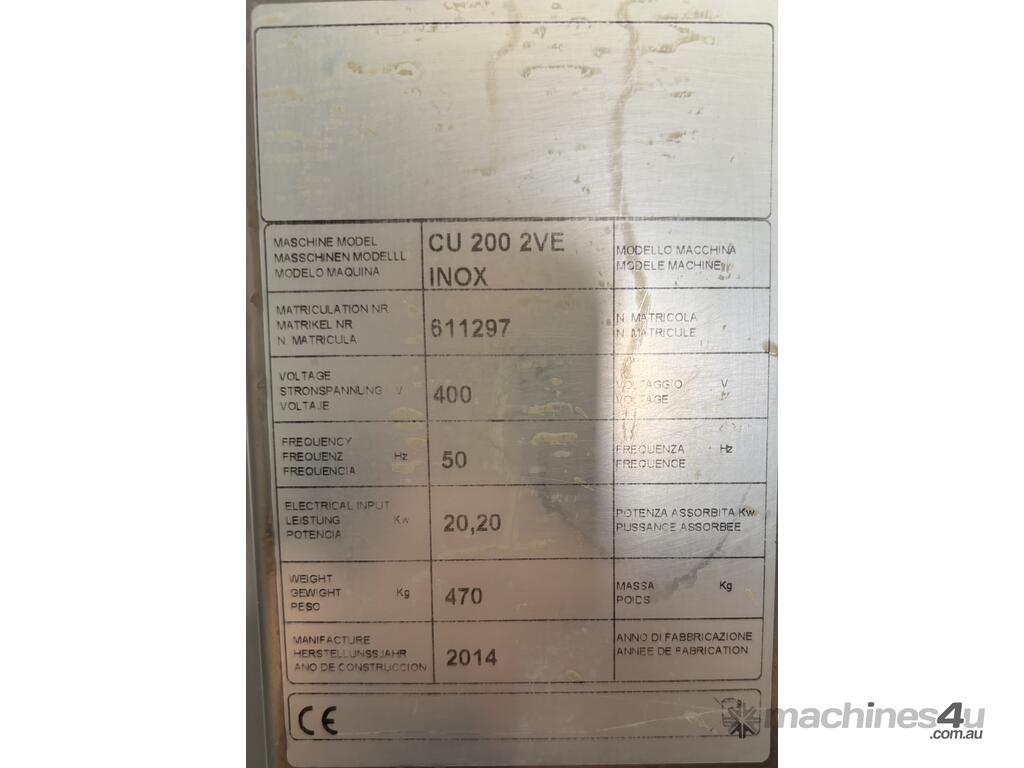 MASCHINE MODEL
MASSCHINEN MODELLL
MODELO MAQUINA
CU 200 2VE
INOX
MODELLO MACCHINA
MODELE MACHINE
MATRICULATION NR
MATRIKEL NR
N. MATRICULA
611297
N. MATRICOLA
N. MATRICULE
VOLTAGE
STRONSPANNUNG V
VOLTAJE
400
VOLTAGGIO V
VOLTAGE
FREQUENCY
FREQUENZ Hz
FREQUENCIA
50
FREQUENZA Hz
FREQUENCE
ELECTRICAL INPUT
LEISTUNG Kw
POTENCIA
20,20
POTENZA ASSORBITA Kw
PUISSANCE ASSORBEE
WEIGHT
GEWIGHT Kg
PESO
470
MASSA Kg
POIDS
MANIFACTURE
HERSTELLUNSSJAHR
ANO DE CONSTRUCCION
2014
ANNO DI FABBRICAZIONE
ANNEE DE FABRICATION
CE
machines4u
.com.au